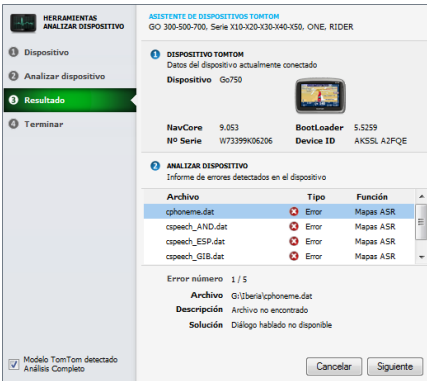 HERRAMIENTAS
ANALIZAR DISPOSITIVO
1 Dispositivo
2 Analizar dispositivo
3 Resultado
4 Terminar
Modelo TomTom detectado
Análisis Completo
ASISTENTE DE DISPOSITIVOS TOMTOM
GO 300-500-700, Serie X10-X20-X30-X40-X50, ONE, RIDER
1 DISPOSITIVO TOMTOM
Datos del dispositivo actualmente conectado
Dispositivo Go750
NavCore 9.053 BootLoader 5.5259
Nº Serie W73399K06206 Device ID AKSSL A2FQE
2 ANALIZAR DISPOSITIVO
Informe de errores detectados en el dispositivo
Archivo Tipo Función
cphoneme.dat Error Mapas ASR
cspeech_AND.dat Error Mapas ASR
cspeech_ESP.dat Error Mapas ASR
cspeech_GIB.dat Error Mapas ASR
Error número 1 / 5
Archivo G:\Iberia\cphoneme.dat
Descripción Archivo no encontrado
Solución Diálogo hablado no disponible
Cancelar Siguiente